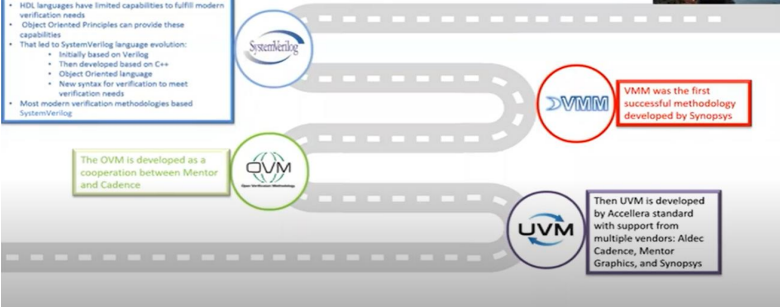 • HDL languages have limited capabilities to fulfill modern
verification needs
• Object Oriented Principles can provide these
capabilities
• That led to SystemVerilog language evolution:
• Initially based on Verilog
• Then developed based on C++
• Object Oriented language
• New syntax for verification to meet
verification needs
• Most modern verification methodologies based
SystemVerilog
SystemVerilog
VMM
VMM was the first
successful methodology
developed by Synopsys
The OVM is developed as a
cooperation between Mentor
and Cadence
OVM
Open Verification Methodology
UVM
Then UVM is developed
by Accellera standard
with support from
multiple vendors: Aldec
Cadence, Mentor
Graphics, and Synopsys